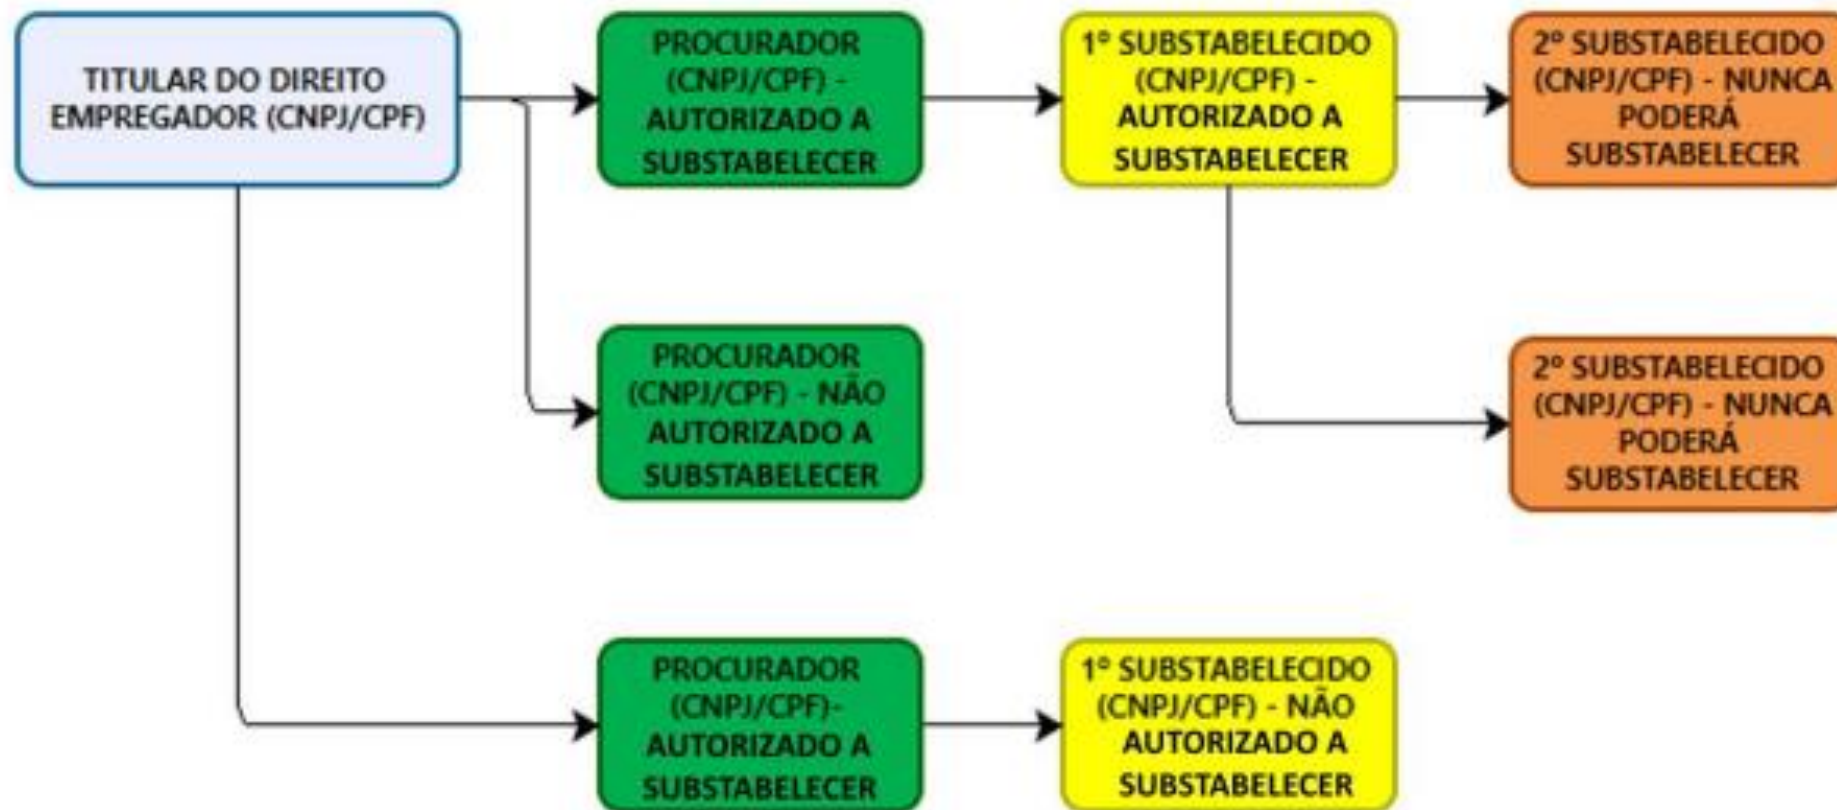 TITULAR DO DIREITO
EMPREGADOR (CNPJ/CPF)
PROCURADOR
(CNPJ/CPF) -
AUTORIZADO A
SUBSTABELECER
1º SUBSTABELECIDO
(CNPJ/CPF) -
AUTORIZADO A
SUBSTABELECER
2º SUBSTABELECIDO
(CNPJ/CPF) - NUNCA
PODERÁ
SUBSTABELECER
PROCURADOR
(CNPJ/CPF) - NÃO
AUTORIZADO A
SUBSTABELECER
2º SUBSTABELECIDO
(CNPJ/CPF) - NUNCA
PODERÁ
SUBSTABELECER
PROCURADOR
(CNPJ/CPF)-
AUTORIZADO A
SUBSTABELECER
1º SUBSTABELECIDO
(CNPJ/CPF) - NÃO
AUTORIZADO A
SUBSTABELECER